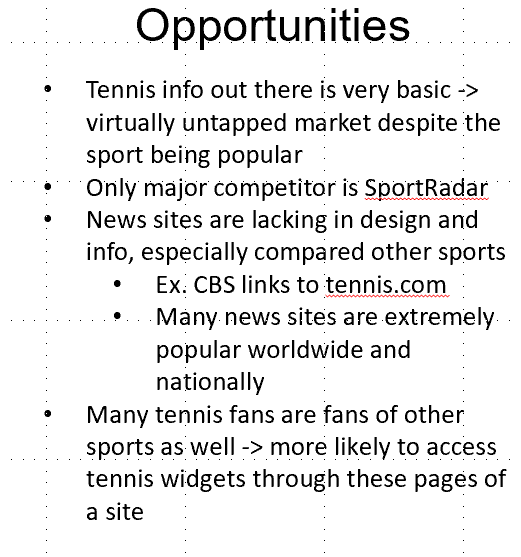 Opportunities
• Tennis info out there is very basic ->
virtually untapped market despite the
sport being popular
• Only major competitor is SportRadar
• News sites are lacking in design and
info, especially compared other sports
• Ex. CBS links to tennis.com
• Many news sites are extremely
popular worldwide and
nationally
• Many tennis fans are fans of other
sports as well -> more likely to access
tennis widgets through these pages of
a site